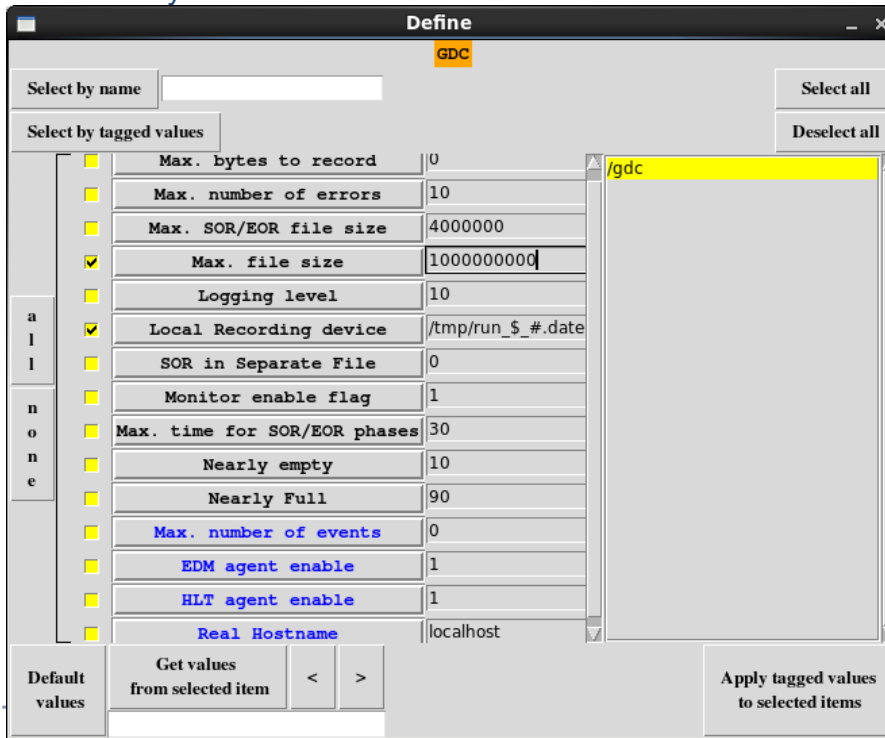 Define
GDC
Select by name
Select all
Select by tagged values
Deselect all
Max. bytes to record 0
/gdc
Max. number of errors 10
Max. SOR/EOR file size 4000000
Max. file size 1000000000
Logging level 10
Local Recording device /tmp/run_$_#.date
SOR in Separate File 0
Monitor enable flag 1
Max. time for SOR/EOR phases 30
Nearly empty 10
Nearly Full 90
Max. number of events 0
EDM agent enable 1
HLT agent enable 1
Real Hostname localhost
all
none
Default
values
Get values
from selected item
<
>
Apply tagged values
to selected items